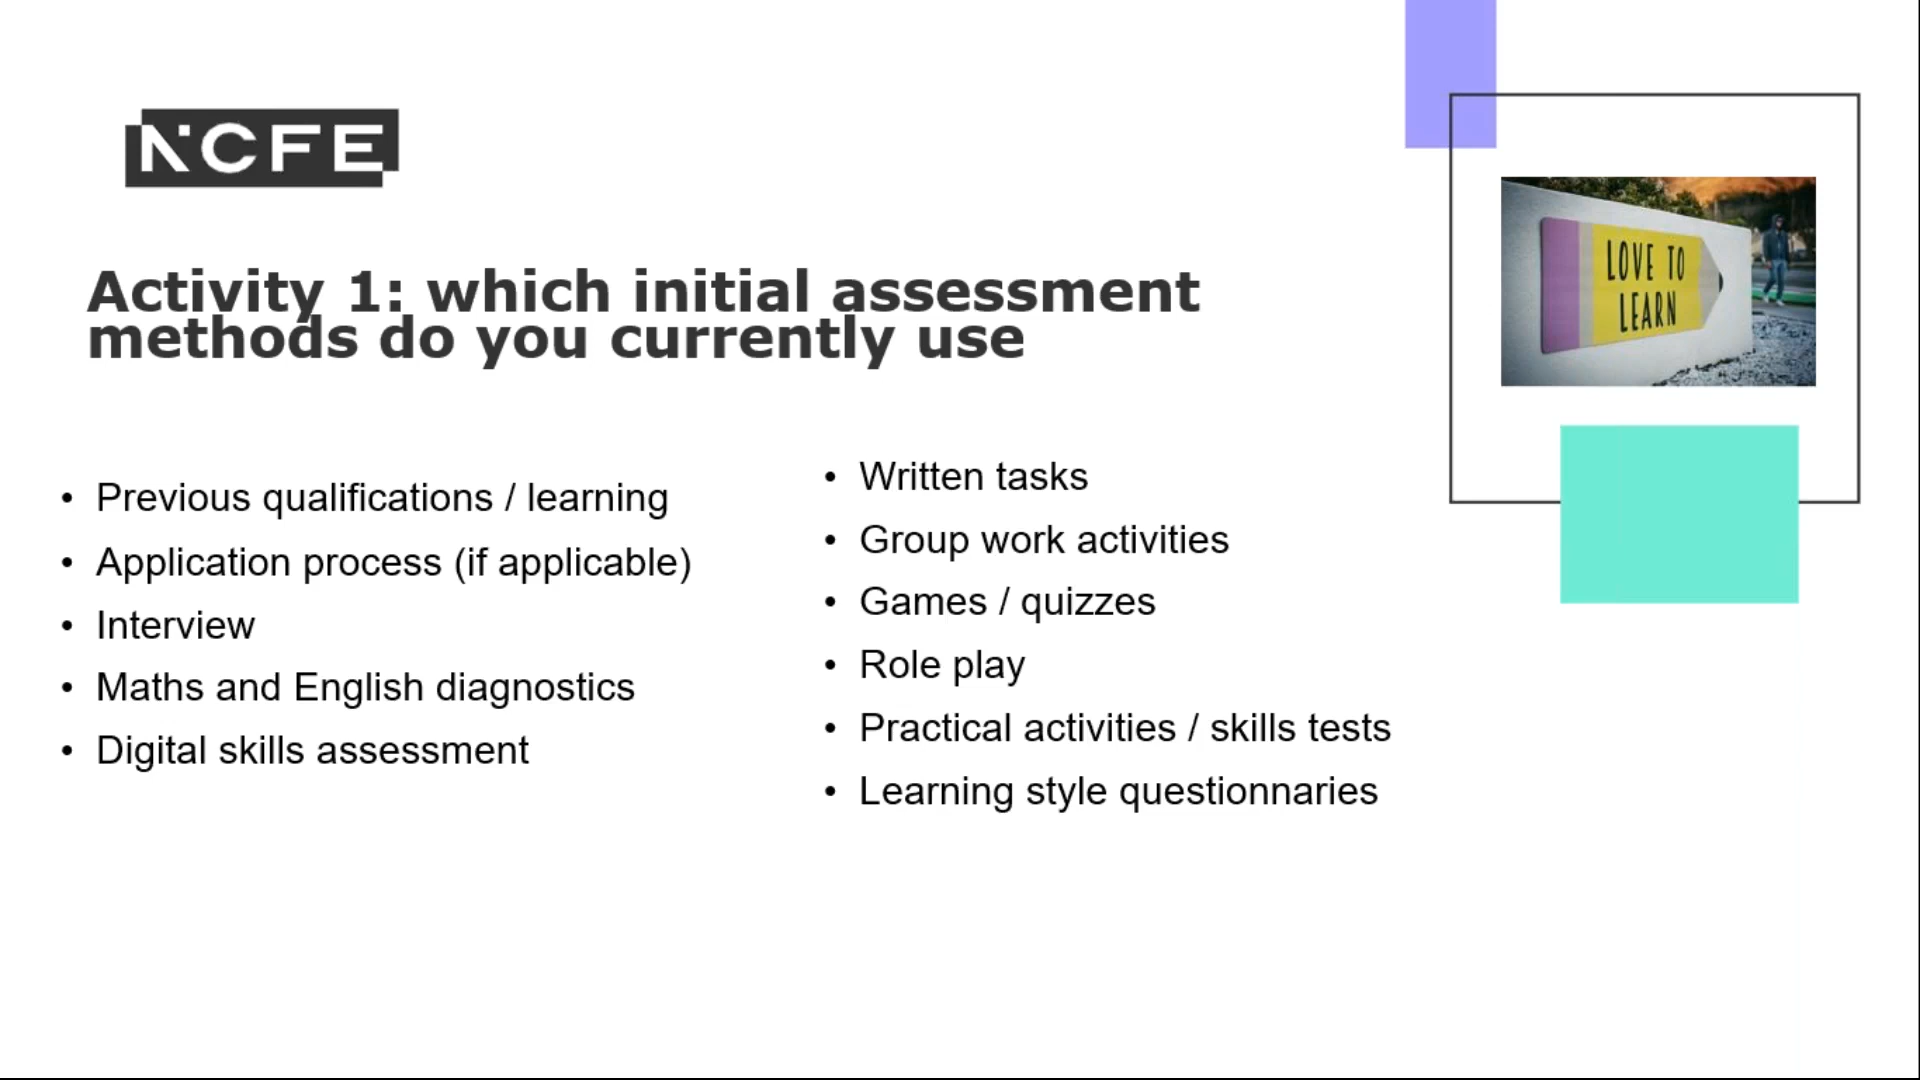 NCFE
Activity 1: which initial assessment
methods do you currently use
• Previous qualifications / learning
• Application process (if applicable)
• Interview
• Maths and English diagnostics
• Digital skills assessment
• Written tasks
• Group work activities
• Games / quizzes
• Role play
• Practical activities / skills tests
• Learning style questionnaries
LOVE TO
LEARN